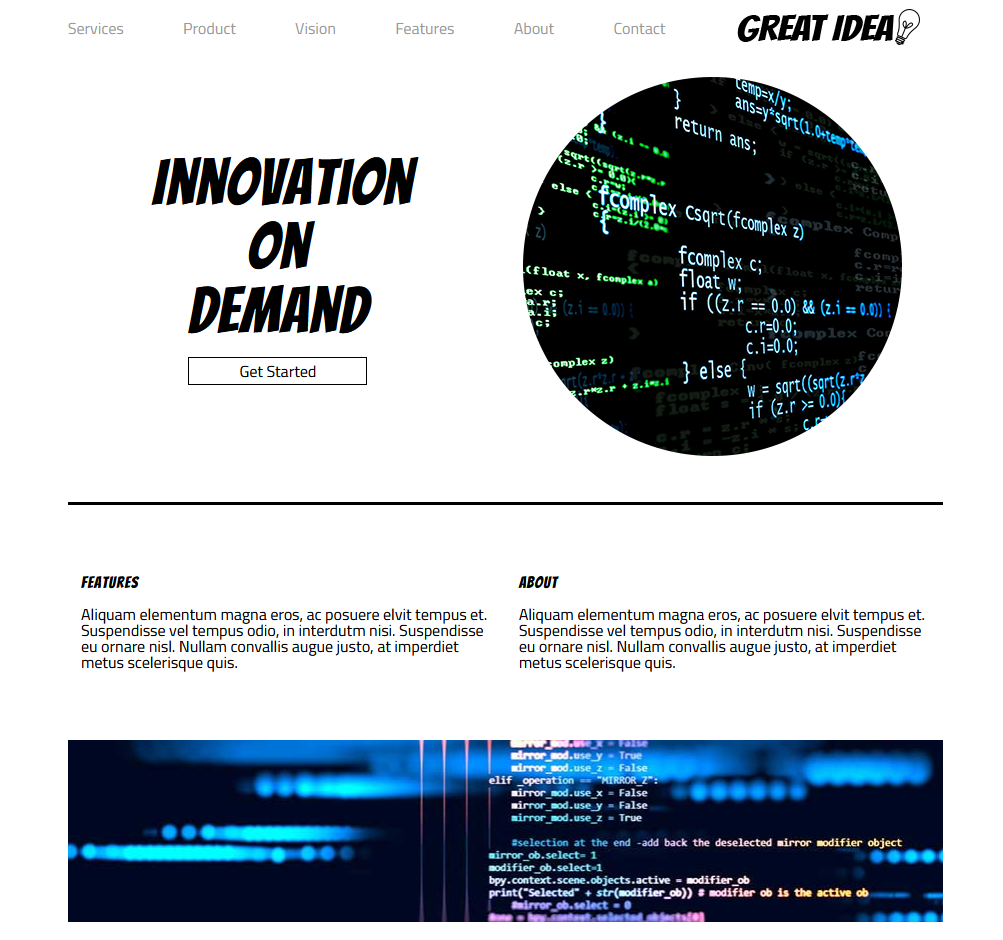 Services Product Vision Features About Contact GREAT IDEA
INNOVATION
ON
DEMAND
Get Started
temp=x/y;
ans=y*sqrt(1.0+temp*te
}
return ans;
fcomplex Csqrt(fcomplex z)
{
fcomplex c;
float w;
if ((z.r == 0.0) && (z.i == 0.0)) {
c.r=0.0;
c.i=0.0;
} else {
w = sqrt((sqrt(z.r*z
if (z.r >= 0.0){
FEATURES
Aliquam elementum magna eros, ac posuere elvit tempus et.
Suspendisse vel tempus odio, in interdutm nisi. Suspendisse
eu ornare nisl. Nullam convallis augue justo, at imperdiet
metus scelerisque quis.
ABOUT
Aliquam elementum magna eros, ac posuere elvit tempus et.
Suspendisse vel tempus odio, in interdutm nisi. Suspendisse
eu ornare nisl. Nullam convallis augue justo, at imperdiet
metus scelerisque quis.
mirror_mod.use_x = False
mirror_mod.use_y = True
mirror_mod.use_z = False
elif _operation == "MIRROR_Z":
mirror_mod.use_x = False
mirror_mod.use_y = False
mirror_mod.use_z = True
#selection at the end -add back the deselected mirror modifier object
mirror_ob.select= 1
modifier_ob.select=1
bpy.context.scene.objects.active = modifier_ob
print("Selected" + str(modifier_ob)) # modifier ob is the active ob
#mirror_ob.select = 0